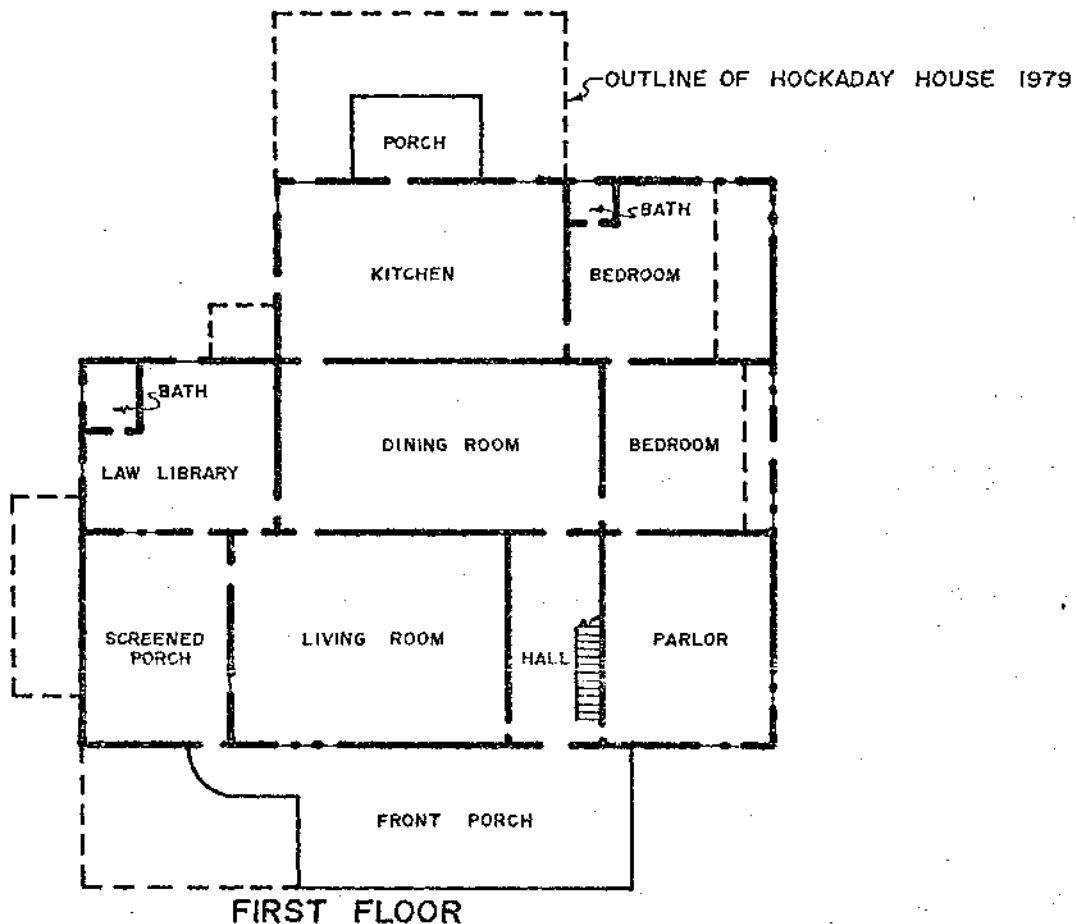 OUTLINE OF HOCKADAY HOUSE 1979
PORCH
BATH
KITCHEN
BEDROOM
BATH
DINING ROOM
BEDROOM
LAW LIBRARY
SCREENED
PORCH
LIVING ROOM
HALL
PARLOR
FRONT PORCH
FIRST FLOOR